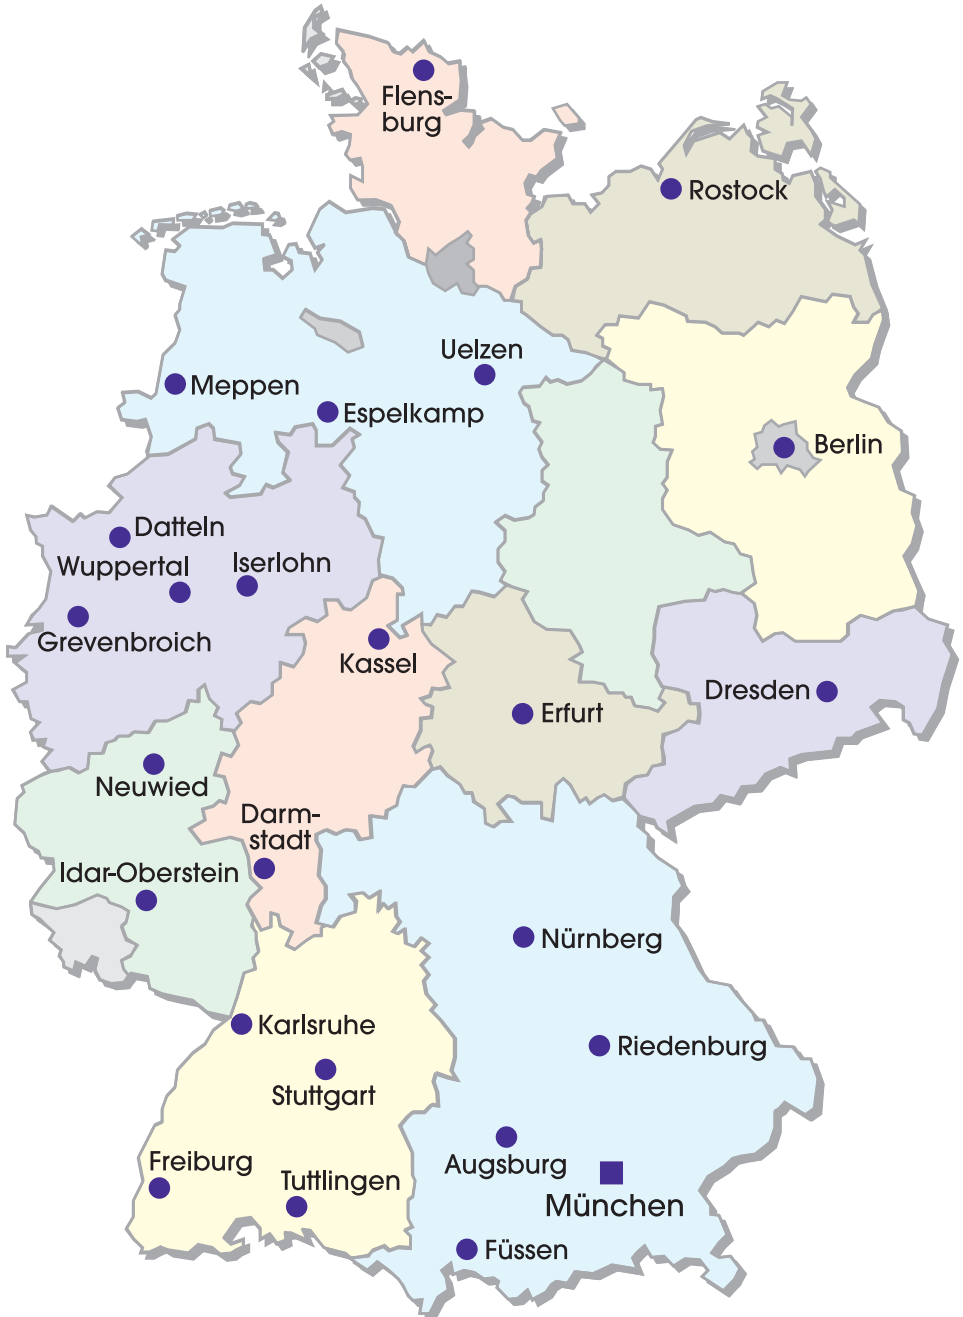 Flens-
burg
Rostock
Uelzen
Meppen
Espelkamp
Berlin
Datteln
Wuppertal
Iserlohn
Grevenbroich
Kassel
Dresden
Erfurt
Neuwied
Darm-
stadt
Idar-Oberstein
Nürnberg
Karlsruhe
Riedenburg
Stuttgart
Freiburg
Augsburg
Tuttlingen
München
Füssen